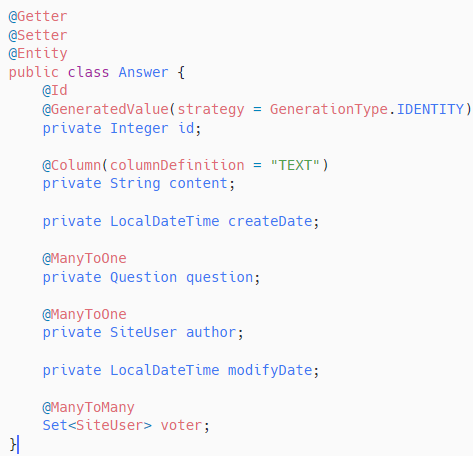 @Getter
@Setter
@Entity
public class Answer {
    @Id
    @GeneratedValue(strategy = GenerationType.IDENTITY)
    private Integer id;

    @Column(columnDefinition = "TEXT")
    private String content;

    private LocalDateTime createDate;

    @ManyToOne
    private Question question;

    @ManyToOne
    private SiteUser author;

    private LocalDateTime modifyDate;

    @ManyToMany
    Set<SiteUser> voter;
}